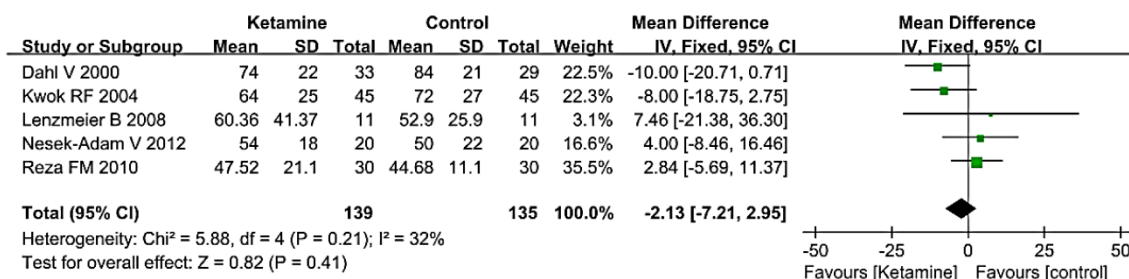 Ketamine Control Mean Difference Mean Difference
Study or Subgroup Mean SD Total Mean SD Total Weight IV, Fixed, 95% CI IV, Fixed, 95% CI
Dahl V 2000 74 22 33 84 21 29 22.5% -10.00 [-20.71, 0.71]
Kwok RF 2004 64 25 45 72 27 45 22.3% -8.00 [-18.75, 2.75]
Lenzmeier B 2008 60.36 41.37 11 52.9 25.9 11 3.1% 7.46 [-21.38, 36.30]
Nesek-Adam V 2012 54 18 20 50 22 20 16.6% 4.00 [-8.46, 16.46]
Reza FM 2010 47.52 21.1 30 44.68 11.1 30 35.5% 2.84 [-5.69, 11.37]
Total (95% CI) 139 135 100.0% -2.13 [-7.21, 2.95]
Heterogeneity: Chi² = 5.88, df = 4 (P = 0.21); I² = 32%
Test for overall effect: Z = 0.82 (P = 0.41)
-50 -25 0 25 50
Favours [Ketamine] Favours [control]